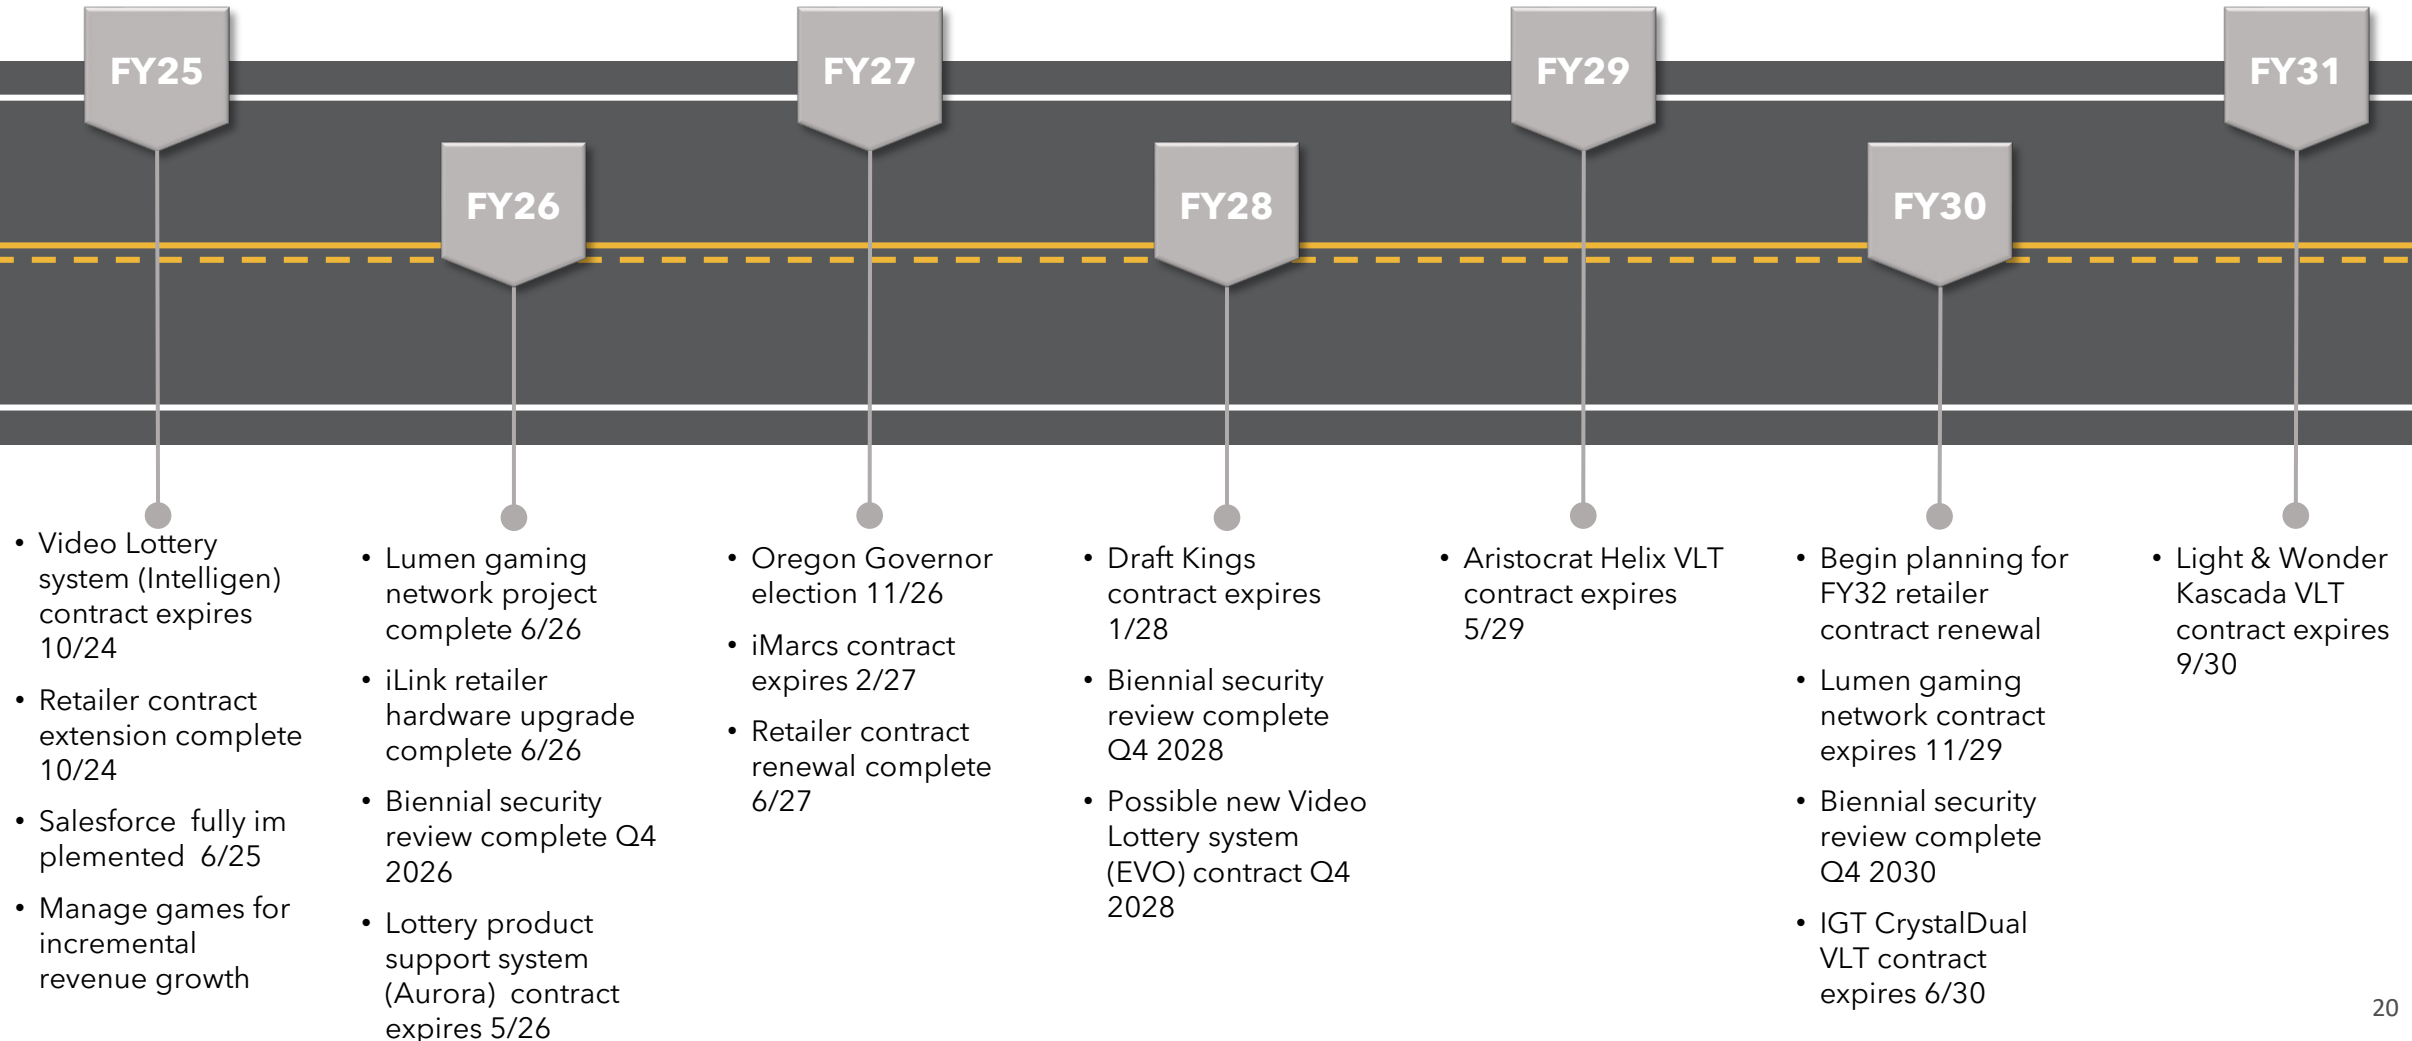 FY25
FY27
FY29
FY31
FY26
FY28
FY30
• Video Lottery
system (Intelligen)
contract expires
10/24
• Retailer contract
extension complete
10/24
• Salesforce  fully im
plemented  6/25
• Manage games for
incremental
revenue growth
• Lumen gaming
network project
complete 6/26
• iLink retailer
hardware upgrade
complete 6/26
• Biennial security
review complete Q4
2026
• Lottery product
support system
(Aurora)  contract
expires 5/26
• Oregon Governor
election 11/26
• iMarcs contract
expires 2/27
• Retailer contract
renewal complete
6/27
• Draft Kings
contract expires
1/28
• Biennial security
review complete
Q4 2028
• Possible new Video
Lottery system
(EVO) contract Q4
2028
• Aristocrat Helix VLT
contract expires
5/29
• Begin planning for
FY32 retailer
contract renewal
• Lumen gaming
network contract
expires 11/29
• Biennial security
review complete
Q4 2030
• IGT CrystalDual
VLT contract
expires 6/30
• Light & Wonder
Kascada VLT
contract expires
9/30
20